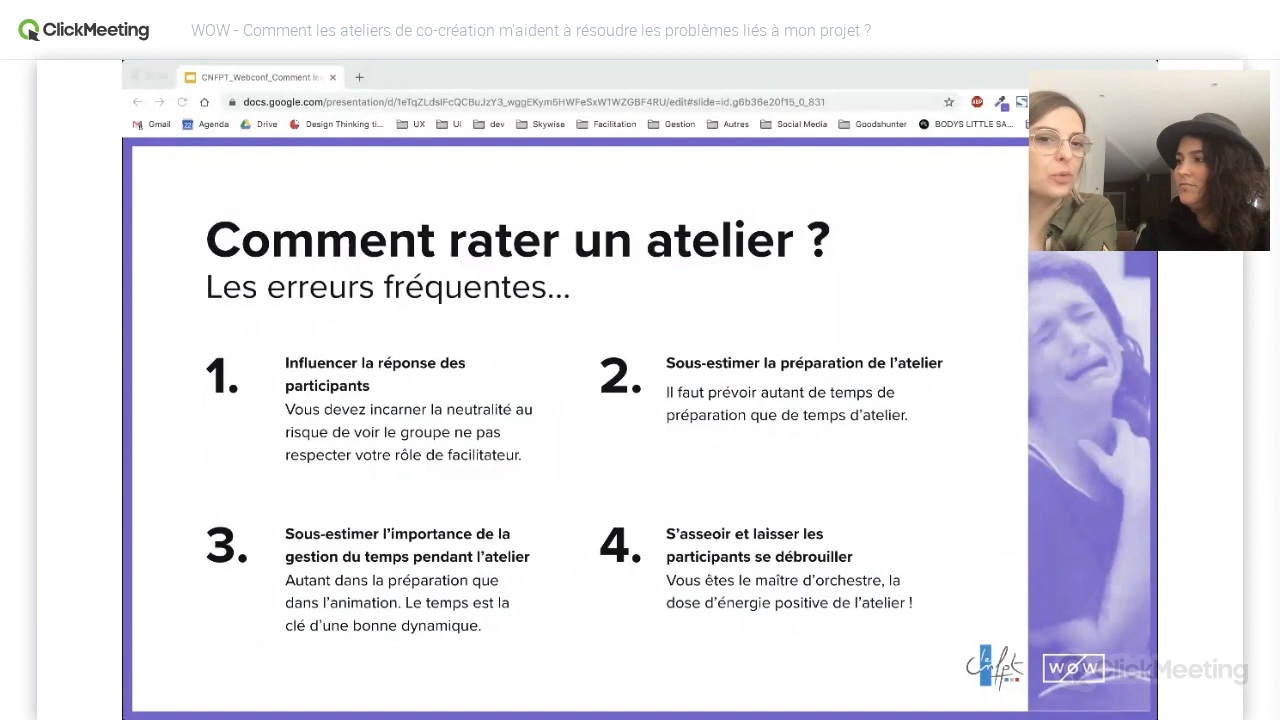 ClickMeeting
WOW - Comment les ateliers de co-création m'aident à résoudre les problèmes liés à mon projet ?
CNFPT_Webconf_Comment le
docs.google.com/presentation/d/1eTqZLdsIFcQCBuJzY3_wggEKym5HWFeSxW1WZGBF4RU/edit#slide=id.g6b36e20f15_0_831
ABP
Gmail
22
Agenda
Drive
Design Thinking ti...
UX
UI
dev
Skywise
Facilitation
Gestion
Autres
Social Media
Goodshunter
BODYS LITTLE SA...
Comment rater un atelier ?
Les erreurs fréquentes...
1.
Influencer la réponse des
participants
Vous devez incarner la neutralité au
risque de voir le groupe ne pas
respecter votre rôle de facilitateur.
2.
Sous-estimer la préparation de l'atelier
Il faut prévoir autant de temps de
préparation que de temps d'atelier.
3.
Sous-estimer l'importance de la
gestion du temps pendant l'atelier
Autant dans la préparation que
dans l'animation. Le temps est la
clé d'une bonne dynamique.
4.
S'asseoir et laisser les
participants se débrouiller
Vous êtes le maître d'orchestre, la
dose d'énergie positive de l'atelier !
cnfpt
WOW
ClickMeeting